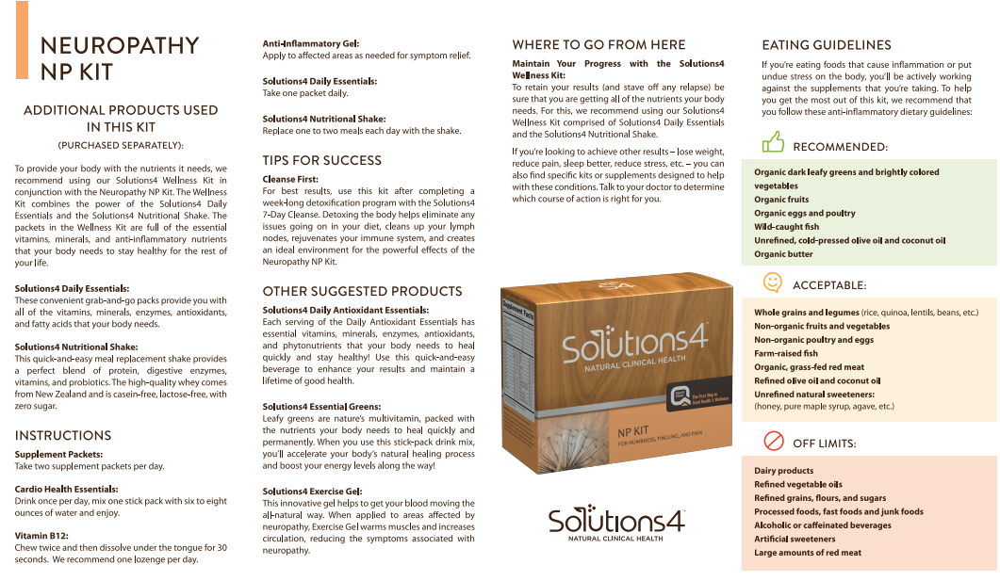 NEUROPATHY
NP KIT
ADDITIONAL PRODUCTS USED
IN THIS KIT
(PURCHASED SEPARATELY):
To provide your body with the nutrients it needs, we
recommend using our Solutions4 Wellness Kit in
conjunction with the Neuropathy NP Kit. The Wellness
Kit combines the power of the Solutions4 Daily
Essentials and the Solutions4 Nutritional Shake. The
packets in the Wellness Kit are full of the essential
vitamins, minerals, and anti-inflammatory nutrients
that your body needs to stay healthy for the rest of
your life.
Solutions4 Daily Essentials:
These convenient grab-and-go packs provide you with
all of the vitamins, minerals, enzymes, antioxidants,
and fatty acids that your body needs.
Solutions4 Nutritional Shake:
This quick-and-easy meal replacement shake provides
a perfect blend of protein, digestive enzymes,
vitamins, and probiotics. The high-quality whey comes
from New Zealand and is casein-free, lactose-free, with
zero sugar.
INSTRUCTIONS
Supplement Packets:
Take two supplement packets per day.
Cardio Health Essentials:
Drink once per day, mix one stick pack with six to eight
ounces of water and enjoy.
Vitamin B12:
Chew twice and then dissolve under the tongue for 30
seconds. We recommend one lozenge per day.
Anti-Inflammatory Gel:
Apply to affected areas as needed for symptom relief.
Solutions4 Daily Essentials:
Take one packet daily.
Solutions4 Nutritional Shake:
Replace one to two meals each day with the shake.
TIPS FOR SUCCESS
Cleanse First:
For best results, use this kit after completing a
week-long detoxification program with the Solutions4
7-Day Cleanse. Detoxing the body helps eliminate any
issues going on in your diet, cleans up your lymph
nodes, rejuvenates your immune system, and creates
an ideal environment for the powerful effects of the
Neuropathy NP Kit.
OTHER SUGGESTED PRODUCTS
Solutions4 Daily Antioxidant Essentials:
Each serving of the Daily Antioxidant Essentials has
essential vitamins, minerals, enzymes, antioxidants,
and phytonutrients that your body needs to heal
quickly and stay healthy! Use this quick-and-easy
beverage to enhance your results and maintain a
lifetime of good health.
Solutions4 Essential Greens:
Leafy greens are nature's multivitamin, packed with
the nutrients your body needs to heal quickly and
permanently. When you use this stick-pack drink mix,
you'll accelerate your body's natural healing process
and boost your energy levels along the way!
Solutions4 Exercise Gel:
This innovative gel helps to get your blood moving the
all-natural way. When applied to areas affected by
neuropathy, Exercise Gel warms muscles and increases
circulation, reducing the symptoms associated with
neuropathy.
WHERE TO GO FROM HERE
Maintain Your Progress with the Solutions4
Wellness Kit:
To retain your results (and stave off any relapse) be
sure that you are getting all of the nutrients your body
needs. For this, we recommend using our Solutions4
Wellness Kit comprised of Solutions4 Daily Essentials
and the Solutions4 Nutritional Shake.
If you're looking to achieve other results – lose weight,
reduce pain, sleep better, reduce stress, etc. – you can
also find specific kits or supplements designed to help
with these conditions. Talk to your doctor to determine
which course of action is right for you.
S4
Supplement Facts
Solutions4™
NATURAL CLINICAL HEALTH
The First Step to
Good Health & Wellness
NP KIT
FOR NUMBNESS, TINGLING, AND PAIN
Solutions4™
NATURAL CLINICAL HEALTH
EATING GUIDELINES
If you're eating foods that cause inflammation or put
undue stress on the body, you'll be actively working
against the supplements that you're taking. To help
you get the most out of this kit, we recommend that
you follow these anti-inflammatory dietary guidelines:
RECOMMENDED:
Organic dark leafy greens and brightly colored
vegetables
Organic fruits
Organic eggs and poultry
Wild-caught fish
Unrefined, cold-pressed olive oil and coconut oil
Organic butter
ACCEPTABLE:
Whole grains and legumes (rice, quinoa, lentils, beans, etc.)
Non-organic fruits and vegetables
Non-organic poultry and eggs
Farm-raised fish
Organic, grass-fed red meat
Refined olive oil and coconut oil
Unrefined natural sweeteners:
(honey, pure maple syrup, agave, etc.)
OFF LIMITS:
Dairy products
Refined vegetable oils
Refined grains, flours, and sugars
Processed foods, fast foods and junk foods
Alcoholic or caffeinated beverages
Artificial sweeteners
Large amounts of red meat